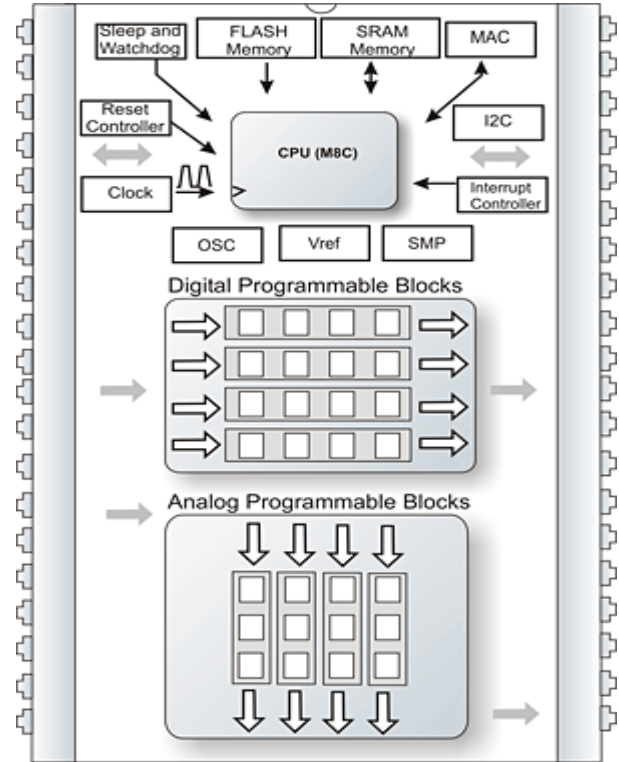 Sleep and
Watchdog
FLASH
Memory
SRAM
Memory
MAC
Reset
Controller
I2C
CPU (M8C)
Clock
Interrupt
Controller
OSC
Vref
SMP
Digital Programmable Blocks
Analog Programmable Blocks